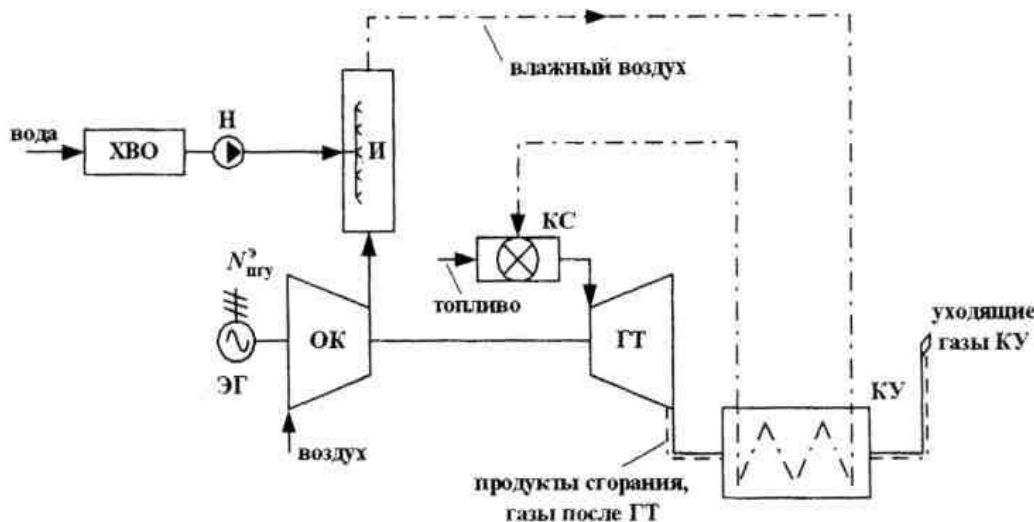 влажный воздух
Н
вода
ХВО
И
КС
Nэпгу
топливо
уходящие
газы КУ
ОК
ГТ
ЭГ
КУ
воздух
продукты сгорания,
газы после ГТ